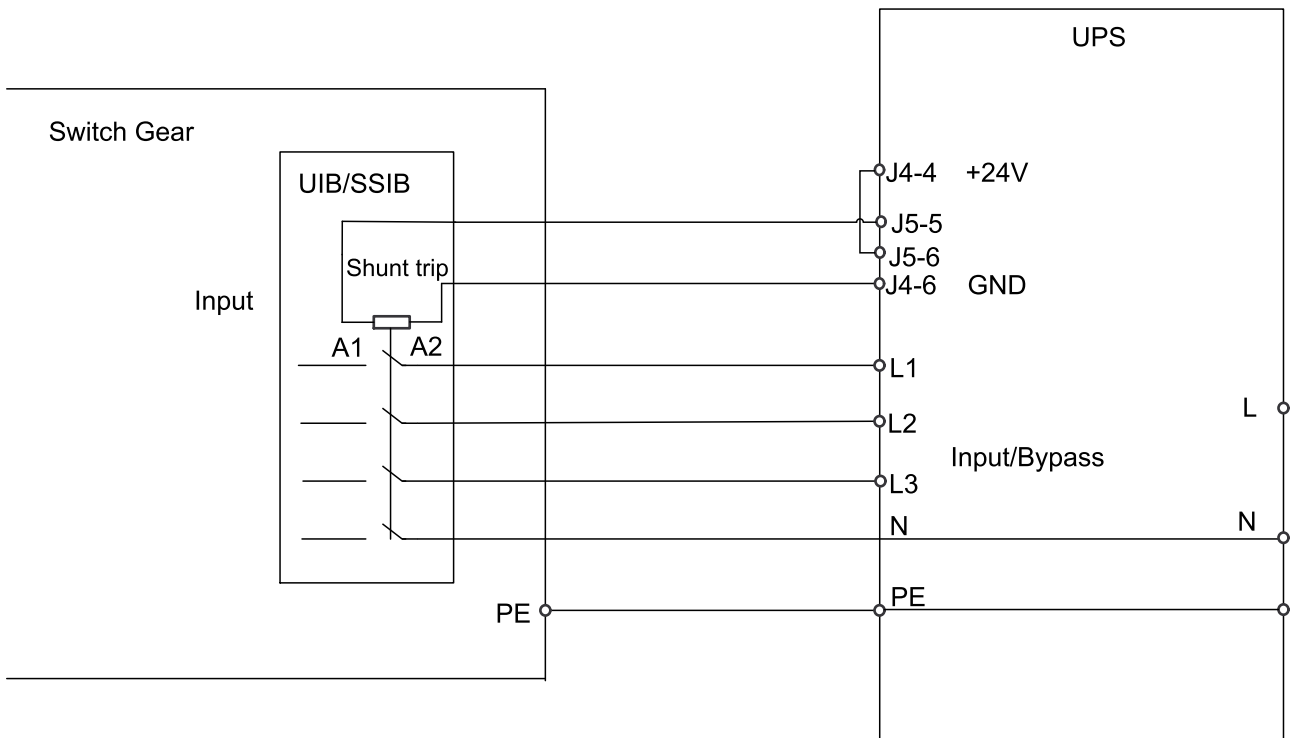 UPS
Switch Gear
UIB/SSIB
J4-4 +24V
J5-5
J5-6
Shunt trip
J4-6 GND
Input
A1 A2
L1
L
L2
Input/Bypass
L3
N
N
PE
PE